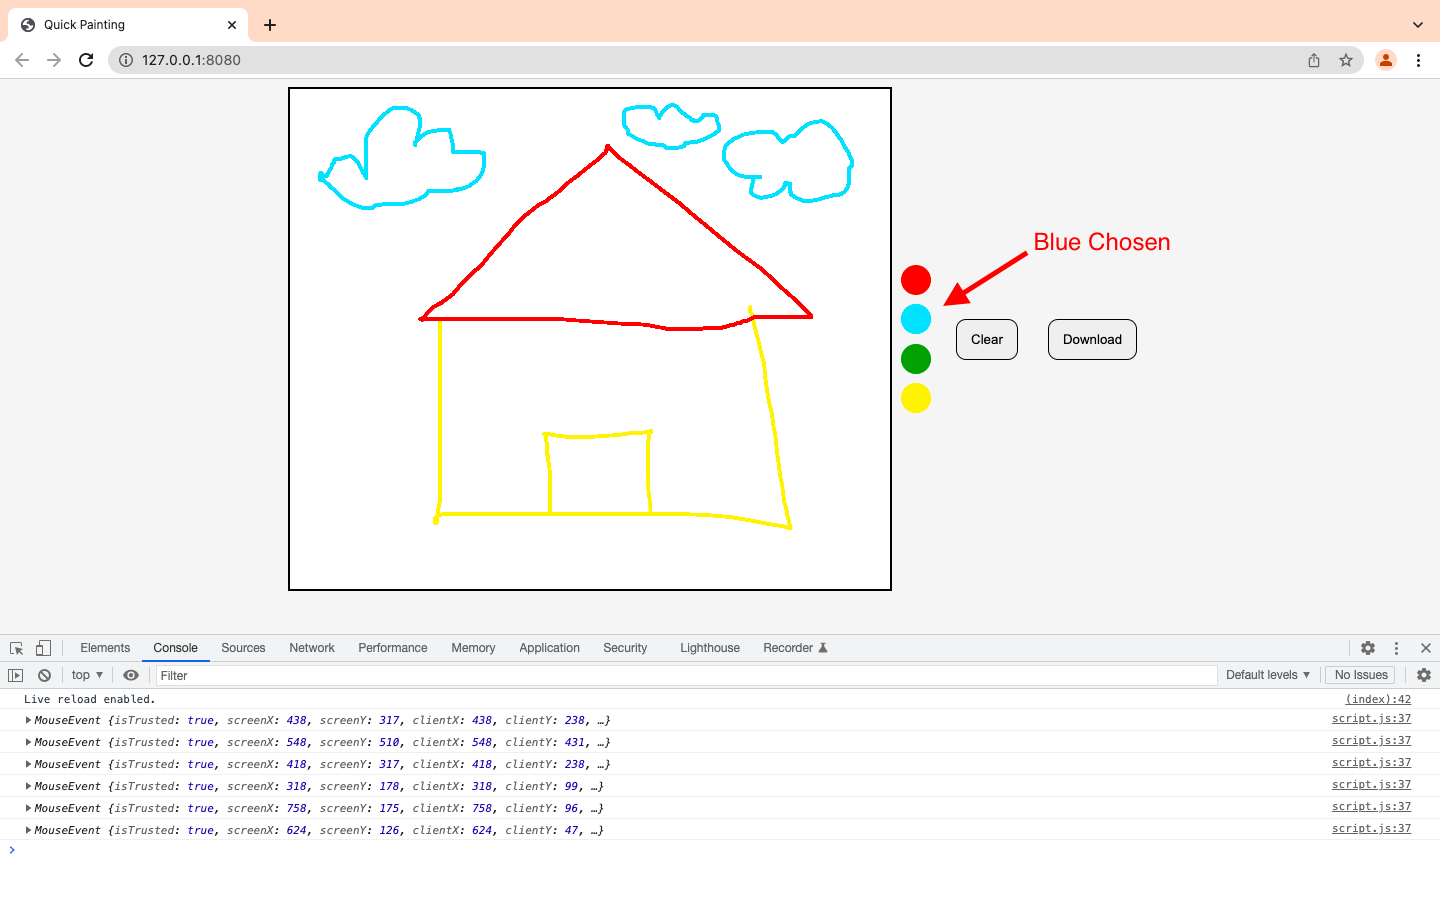 Quick Painting
127.0.0.1:8080
Blue Chosen
Clear
Download
Elements Console Sources Network Performance Memory Application Security Lighthouse Recorder
top Filter Default levels No Issues
Live reload enabled. (index):42
MouseEvent {isTrusted: true, screenX: 438, screenY: 317, clientX: 438, clientY: 238, …} script.js:37
MouseEvent {isTrusted: true, screenX: 548, screenY: 510, clientX: 548, clientY: 431, …} script.js:37
MouseEvent {isTrusted: true, screenX: 418, screenY: 317, clientX: 418, clientY: 238, …} script.js:37
MouseEvent {isTrusted: true, screenX: 318, screenY: 178, clientX: 318, clientY: 99, …} script.js:37
MouseEvent {isTrusted: true, screenX: 758, screenY: 175, clientX: 758, clientY: 96, …} script.js:37
MouseEvent {isTrusted: true, screenX: 624, screenY: 126, clientX: 624, clientY: 47, …} script.js:37